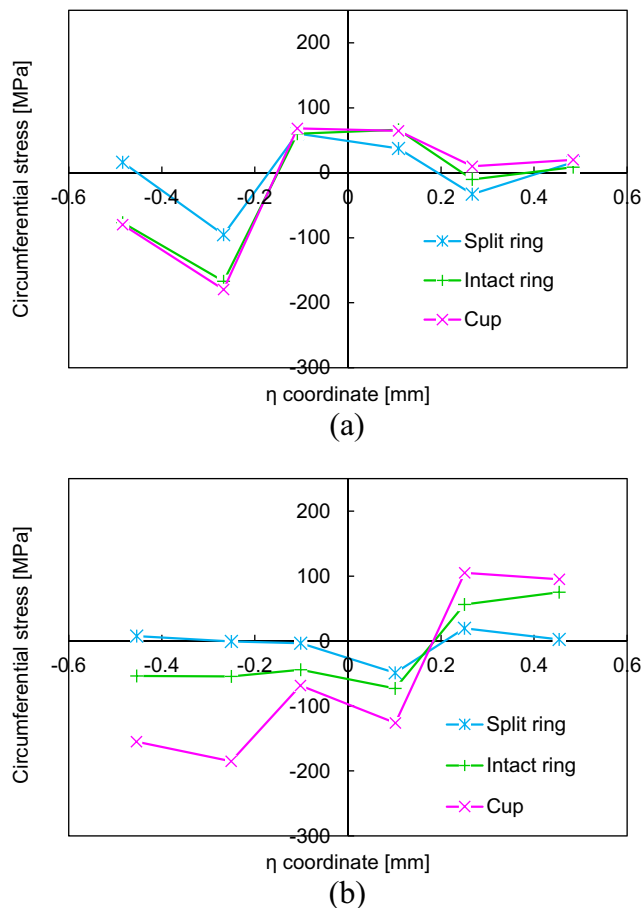 200
100
0
-100
-200
-300
-0.6 -0.4 -0.2 0 0.2 0.4 0.6
Circumferential stress [MPa]
η coordinate [mm]
Split ring
Intact ring
Cup
(a)
200
100
0
-100
-200
-300
-0.6 -0.4 -0.2 0 0.2 0.4 0.6
Circumferential stress [MPa]
η coordinate [mm]
Split ring
Intact ring
Cup
(b)